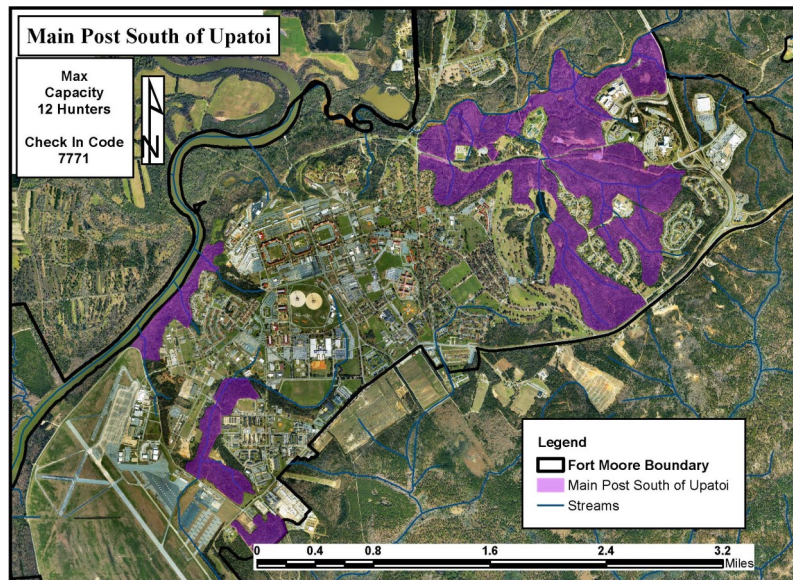 Main Post South of Upatoi
Max
Capacity
12 Hunters
Check In Code
7771
N
Legend
Fort Moore Boundary
Main Post South of Upatoi
Streams
0 0.4 0.8 1.6 2.4 3.2
Miles